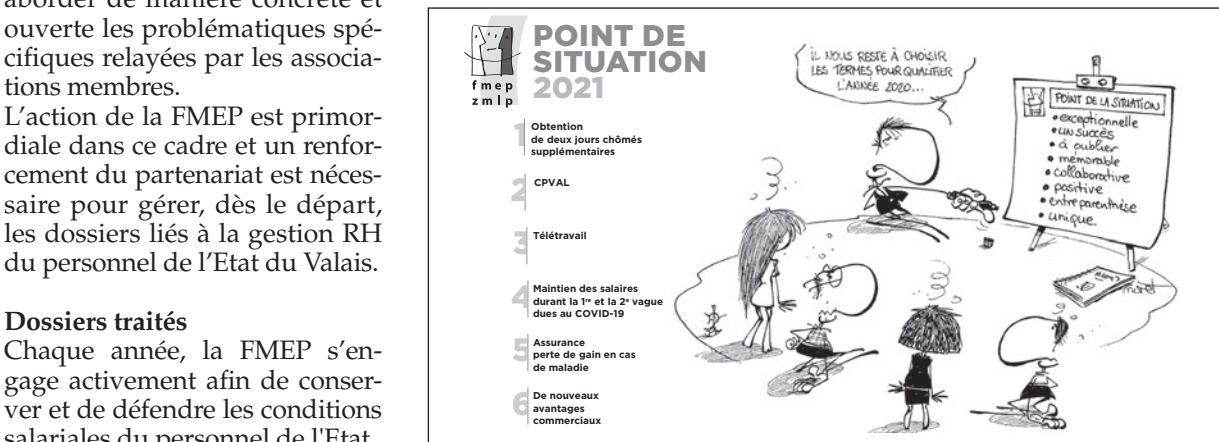 aborder de manière concrète et
ouverte les problématiques spé-
cifiques relayées par les associa-
tions membres.
L'action de la FMEP est primor-
diale dans ce cadre et un renfor-
cement du partenariat est néces-
saire pour gérer, dès le départ,
les dossiers liés à la gestion RH
du personnel de l'Etat du Valais.
Dossiers traités
Chaque année, la FMEP s'en-
gage activement afin de conser-
ver et de défendre les conditions
salariales du personnel de l'Etat
fmep
zmlp
POINT DE
SITUATION
2021
1 Obtention
de deux jours chômés
supplémentaires
2 CPVAL
3 Télétravail
4 Maintien des salaires
durant la 1re et la 2e vague
dues au COVID-19
5 Assurance
perte de gain en cas
de maladie
6 De nouveaux
avantages
commerciaux
IL NOUS RESTE À CHOISIR
LES TERMES POUR QUALIFIER
L'ANNÉE 2020...
POINT DE LA SITUATION
• exceptionnelle
• UN SUCCÈS
• à oublier
• mémorable
• collaborative
• positive
• entre parenthèse
• unique
moret